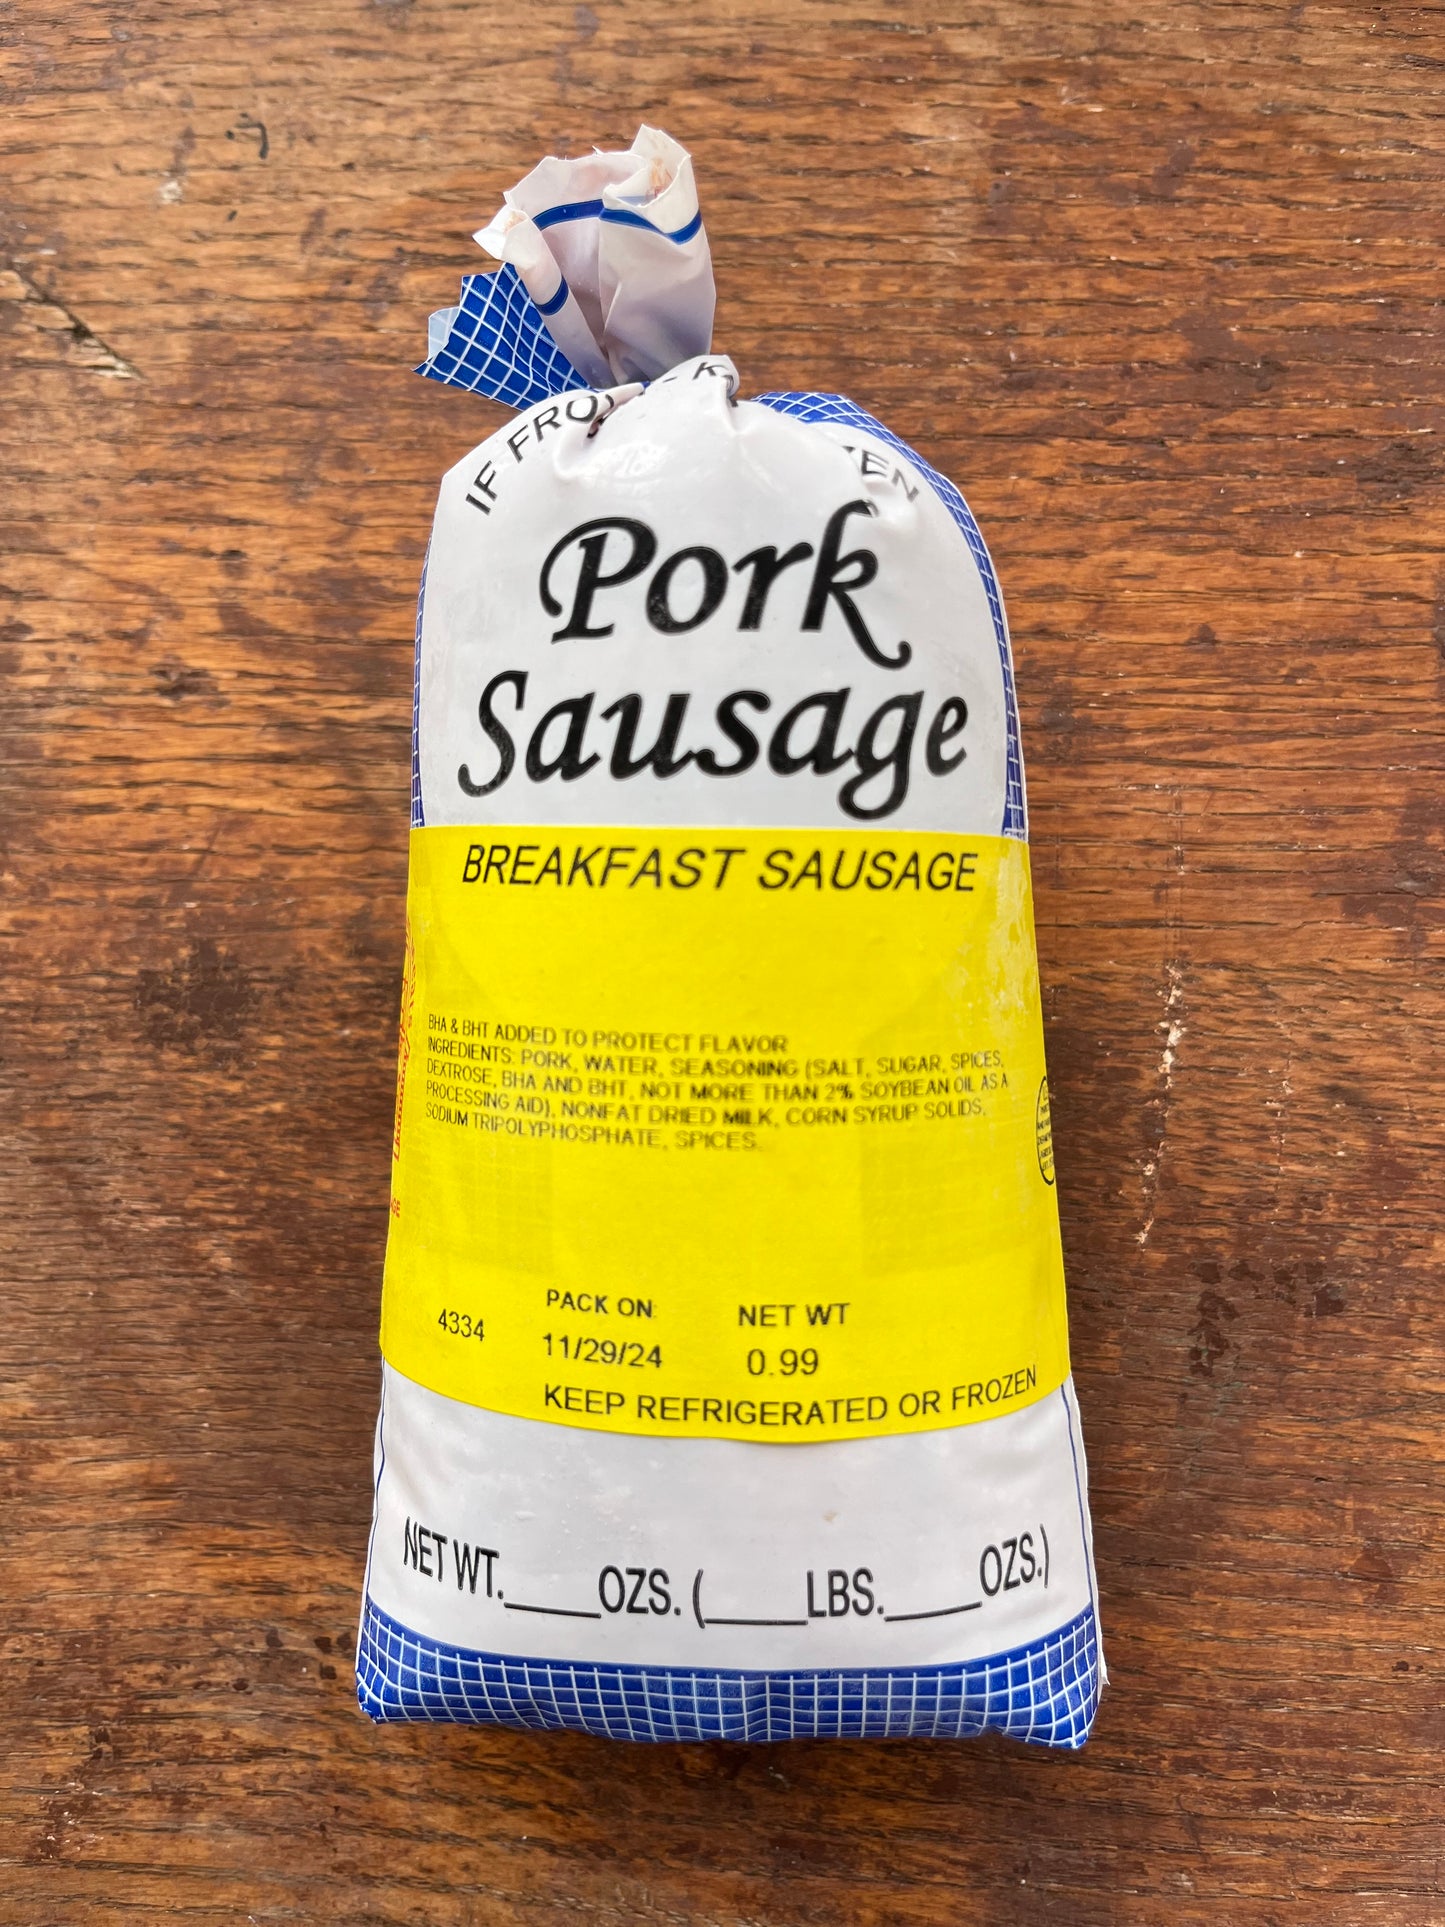 IF FRO
ZEN
Pork
Sausage
BREAKFAST SAUSAGE
BHA & BHT ADDED TO PROTECT FLAVOR
INGREDIENTS: PORK, WATER, SEASONING (SALT, SUGAR, SPICES,
DEXTROSE, BHA AND BHT, NOT MORE THAN 2% SOYBEAN OIL AS A
PROCESSING AID), NONFAT DRIED MILK, CORN SYRUP SOLIDS,
SODIUM TRIPOLYPHOSPHATE, SPICES.
PACK ON: NET WT
4334 11/29/24 0.99
KEEP REFRIGERATED OR FROZEN
NET WT.____OZS. (____LBS.____OZS.)